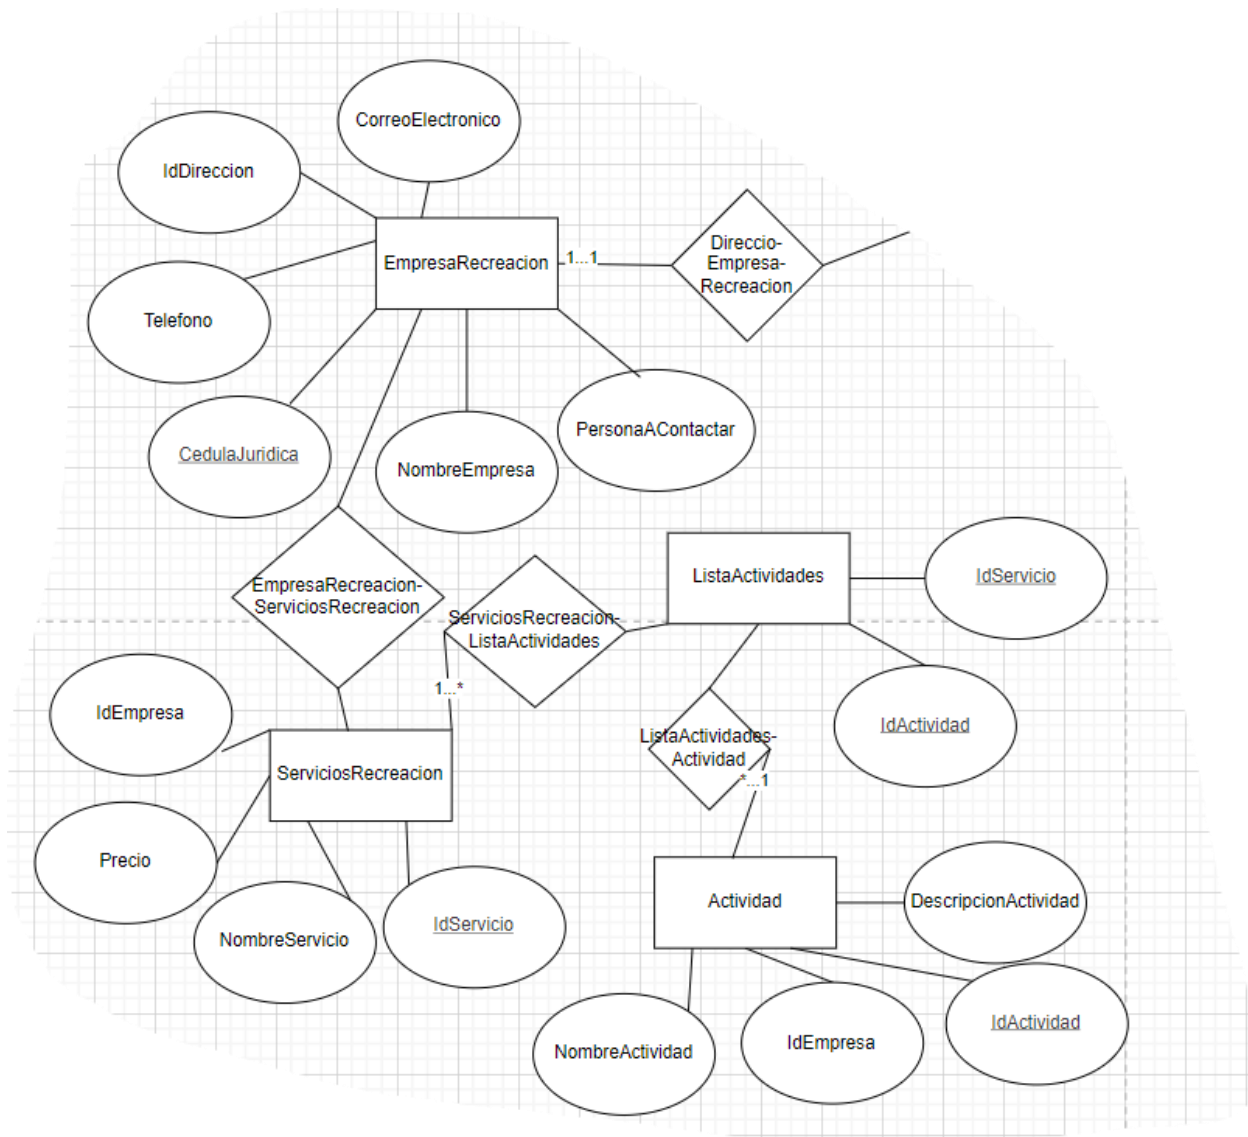 CorreoElectronico
IdDireccion
Direccio-
Empresa-
Recreacion
EmpresaRecreacion
1...1
Telefono
PersonaAContactar
CedulaJuridica
NombreEmpresa
EmpresaRecreacion-
ServiciosRecreacion
ServiciosRecreacion-
ListaActividades
ListaActividades
IdServicio
1...*
IdEmpresa
IdActividad
ListaActividades-
Actividad
*...1
ServiciosRecreacion
Precio
NombreServicio
IdServicio
Actividad
DescripcionActividad
NombreActividad
IdEmpresa
IdActividad